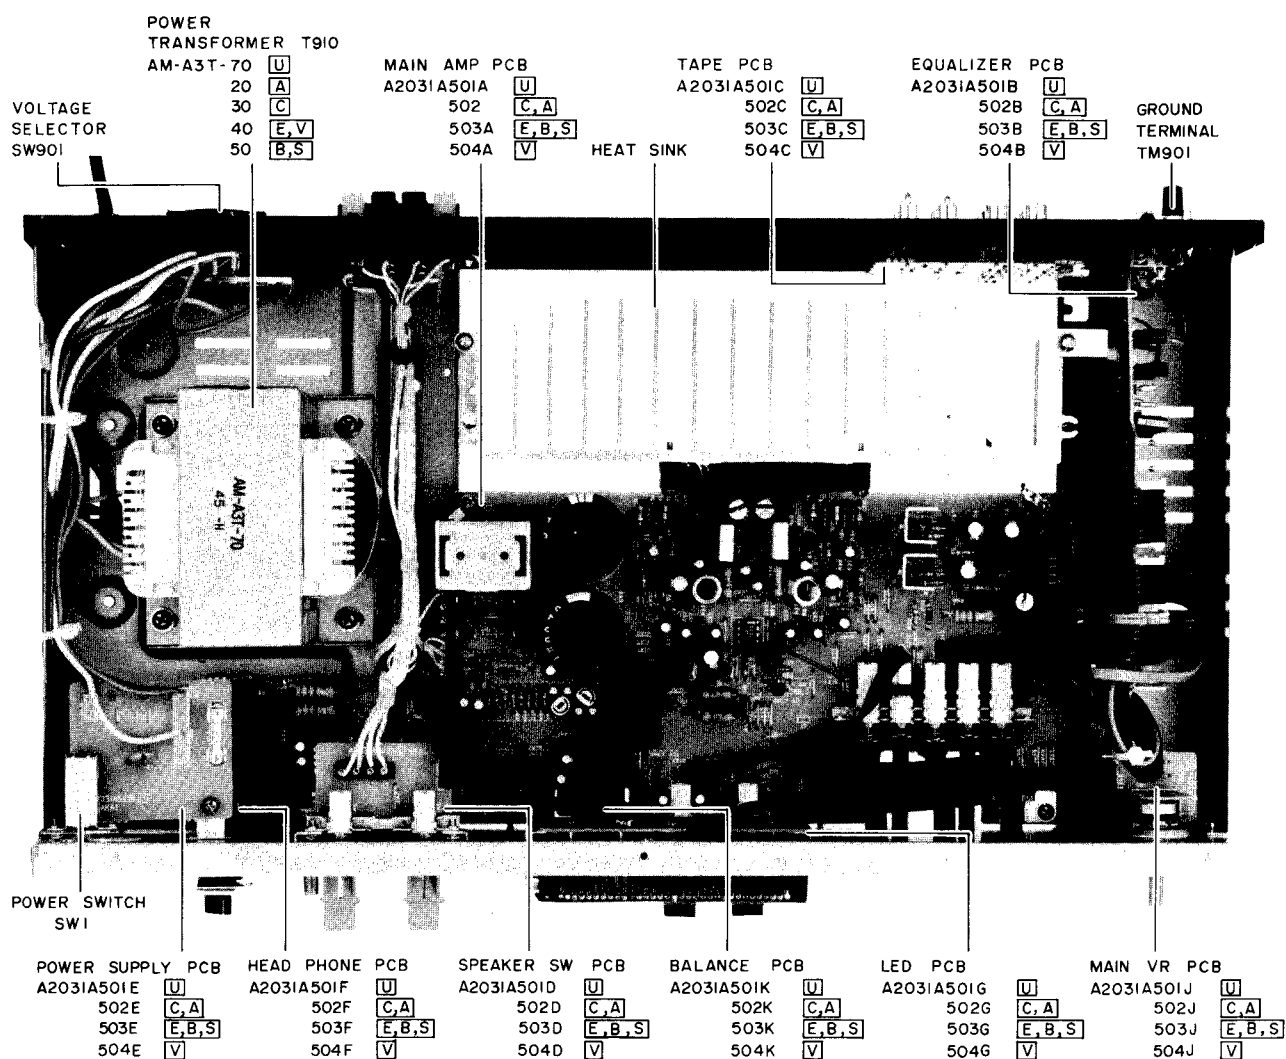 POWER
TRANSFORMER T910
AM-A3T-70 U
20 A
30 C
40 E,V
50 B,S
VOLTAGE
SELECTOR
SW901
MAIN AMP PCB
A2031A501A U
502 C,A
503A E,B,S
504A V
HEAT SINK
TAPE PCB
A2031A501C U
502C C,A
503C E,B,S
504C V
EQUALIZER PCB
A2031A501B U
502B C,A
503B E,B,S
504B V
GROUND
TERMINAL
TM901
AM-A3T-70
45 -H
POWER SWITCH
SW1
POWER SUPPLY PCB
A2031A501E U
502E C,A
503E E,B,S
504E V
HEAD PHONE PCB
A2031A501F U
502F C,A
503F E,B,S
504F V
SPEAKER SW PCB
A2031A501D U
502D C,A
503D E,B,S
504D V
BALANCE PCB
A2031A501K U
502K C,A
503K E,B,S
504K V
LED PCB
A2031A501G U
502G C,A
503G E,B,S
504G V
MAIN VR PCB
A2031A501J U
502J C,A
503J E,B,S
504J V